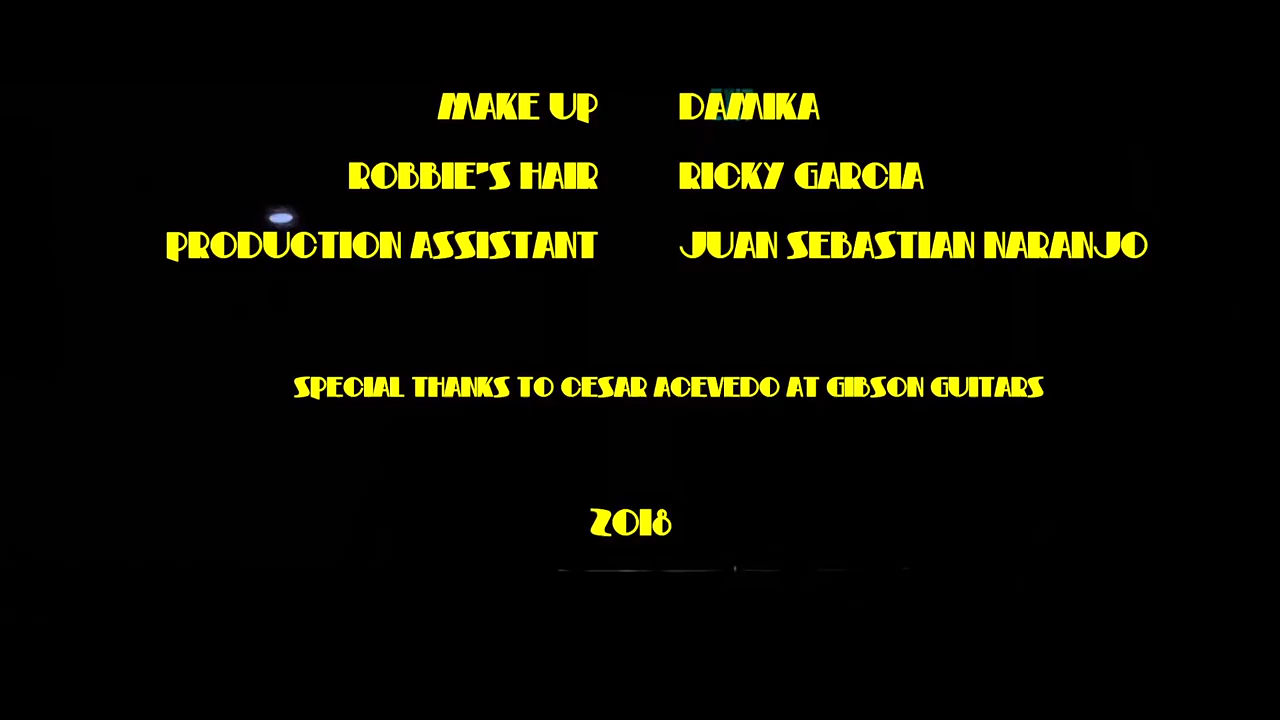 MAKE UP DAMIKA
ROBBIE'S HAIR RICKY GARCIA
PRODUCTION ASSISTANT JUAN SEBASTIAN NARANJO
SPECIAL THANKS TO CESAR ACEVEDO AT GIBSON GUITARS
2018